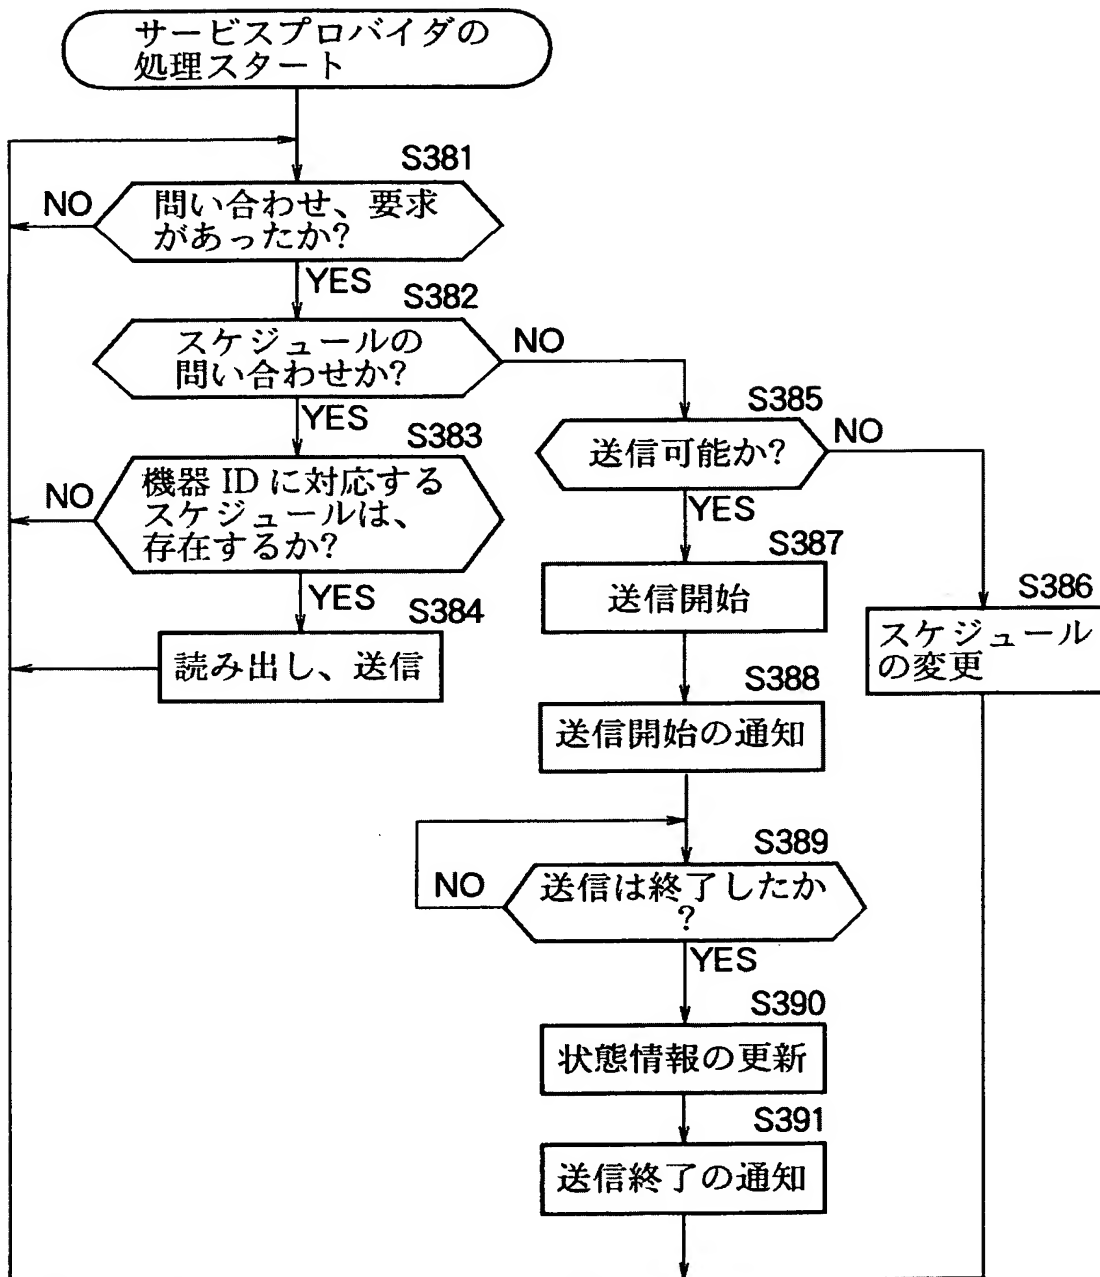 サービスプロバイダの
処理スタート
S381
問い合わせ、要求
があったか?
NO
YES
S382
スケジュールの
問い合わせか?
NO
YES
S383
機器 ID に対応する
スケジュールは、
存在するか?
NO
YES
S384
読み出し、送信
S385
送信可能か?
NO
YES
S387
送信開始
S386
スケジュール
の変更
S388
送信開始の通知
S389
送信は終了したか
?
NO
YES
S390
状態情報の更新
S391
送信終了の通知